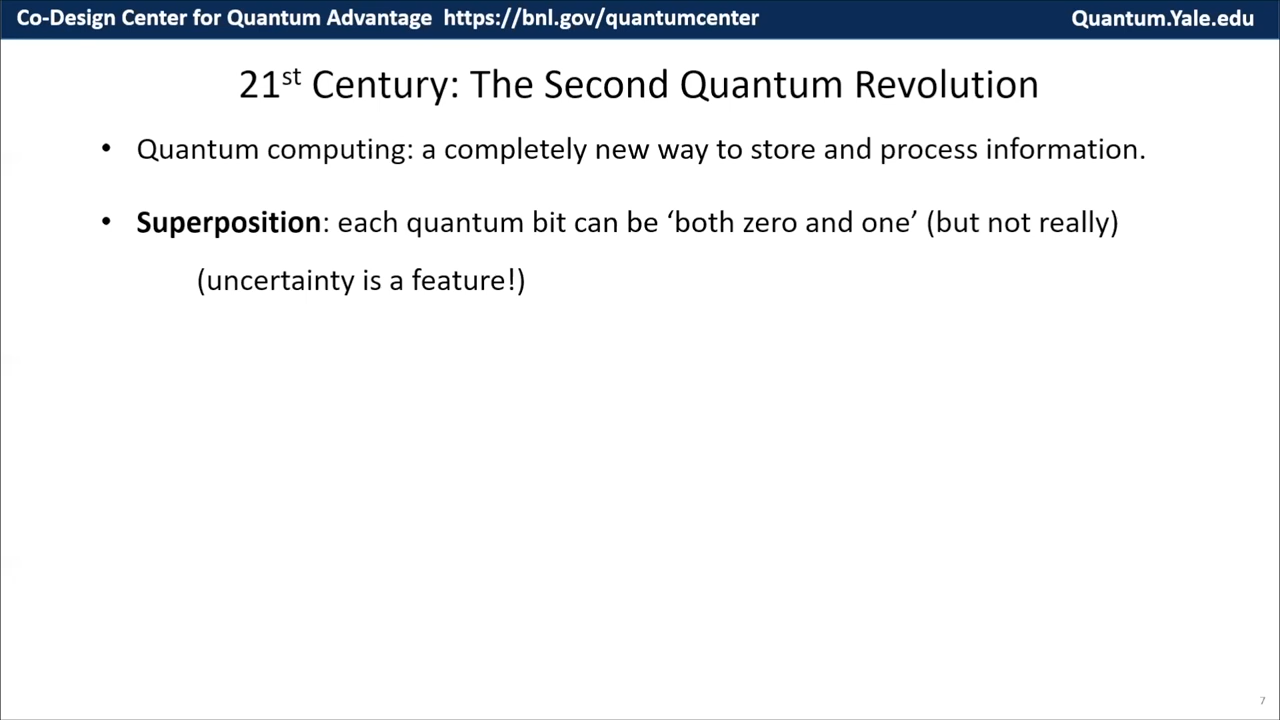 Co-Design Center for Quantum Advantage https://bnl.gov/quantumcenter Quantum.Yale.edu
21st Century: The Second Quantum Revolution
• Quantum computing: a completely new way to store and process information.
• Superposition: each quantum bit can be ‘both zero and one’ (but not really)
(uncertainty is a feature!)
7